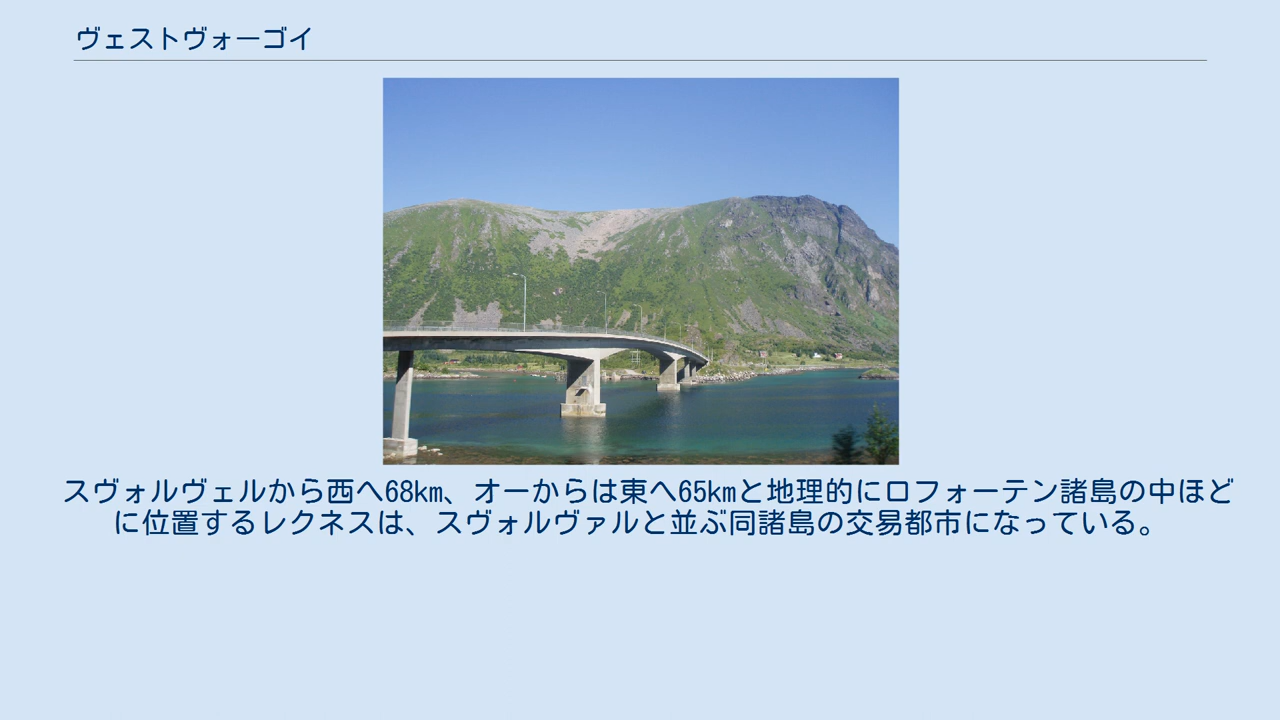 ヴェストヴォーゴイ
スヴォルヴェルから西へ68km、オーからは東へ65kmと地理的にロフォーテン諸島の中ほど
に位置するレクネスは、スヴォルヴァルと並ぶ同諸島の交易都市になっている。